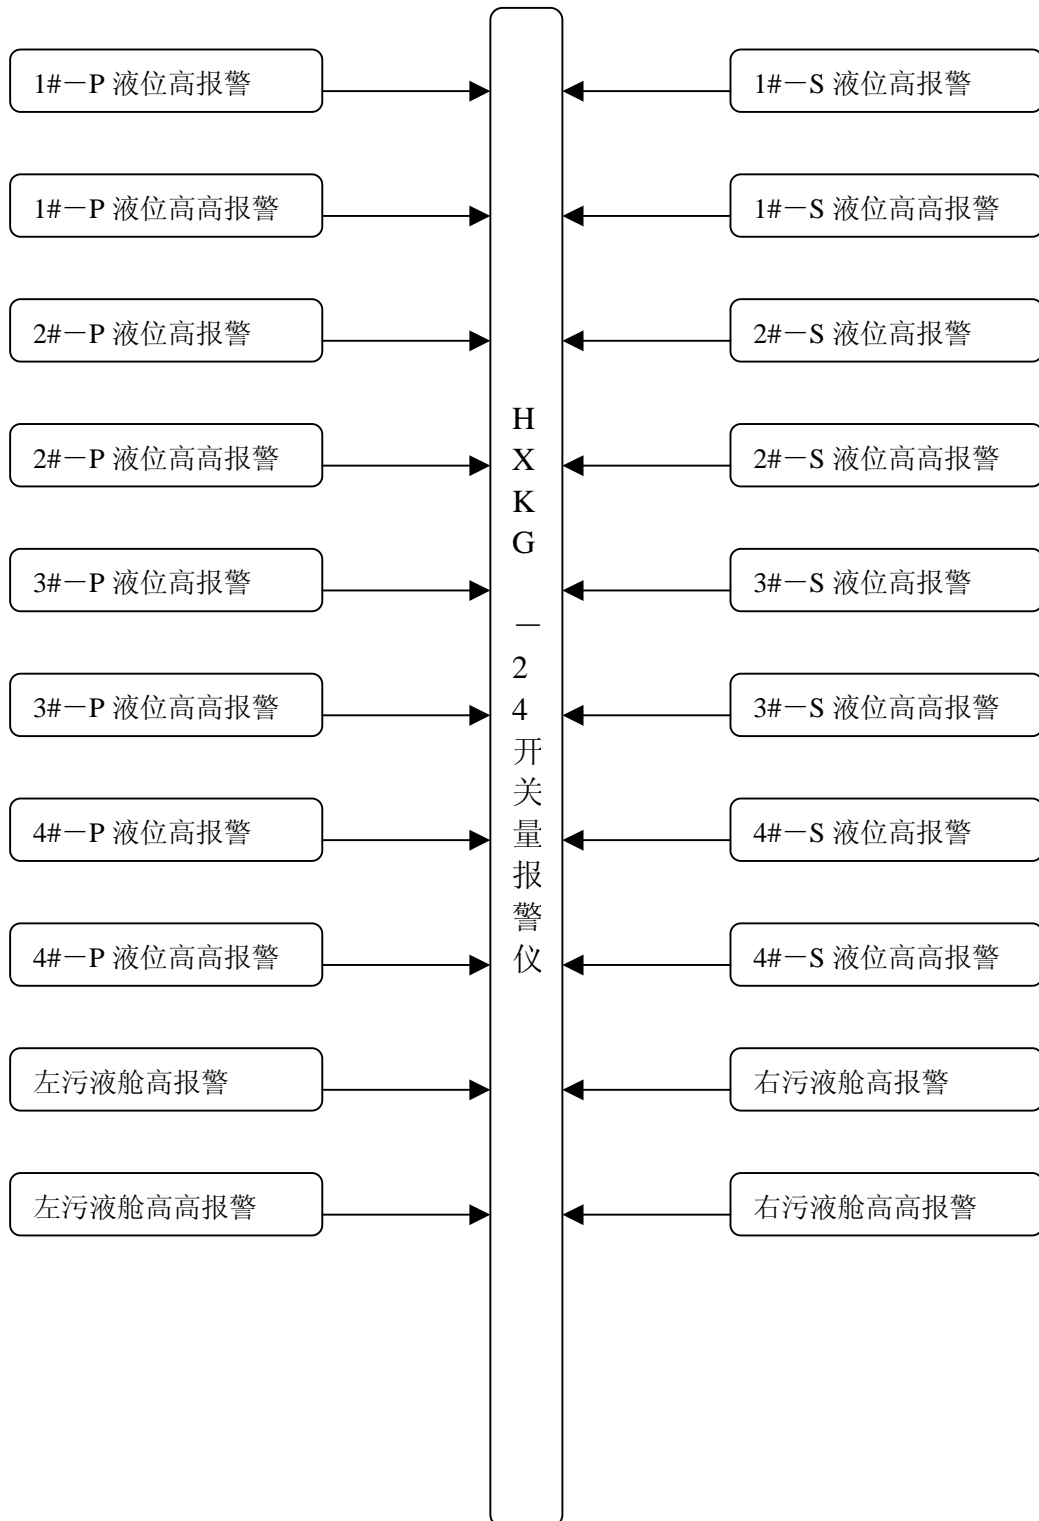 1#－P 液位高报警
1#－S 液位高报警
1#－P 液位高高报警
1#－S 液位高高报警
2#－P 液位高报警
2#－S 液位高报警
2#－P 液位高高报警
2#－S 液位高高报警
3#－P 液位高报警
3#－S 液位高报警
3#－P 液位高高报警
3#－S 液位高高报警
4#－P 液位高报警
4#－S 液位高报警
4#－P 液位高高报警
4#－S 液位高高报警
左污液舱高报警
右污液舱高报警
左污液舱高高报警
右污液舱高高报警
HXKG －24开关量报警仪